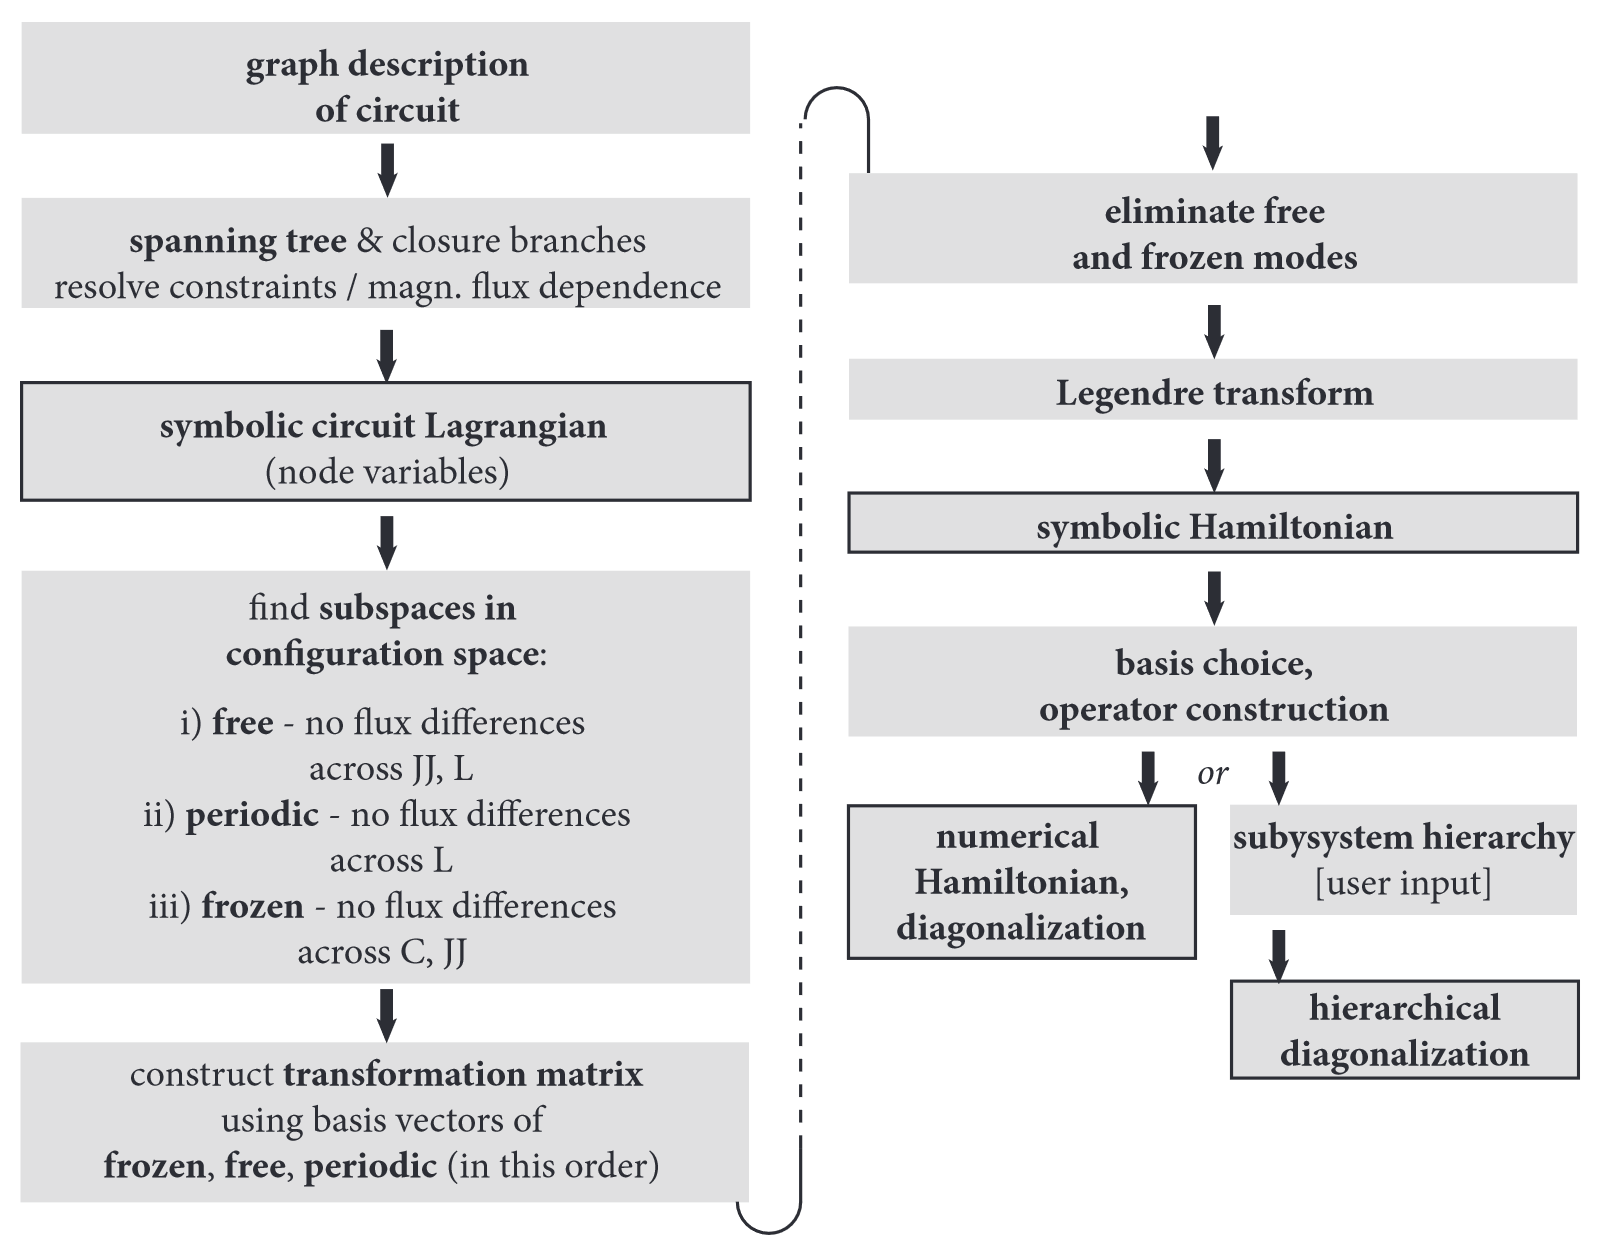 graph description
of circuit
spanning tree & closure branches
resolve constraints / magn. flux dependence
symbolic circuit Lagrangian
(node variables)
find subspaces in
configuration space:
i) free - no flux differences
across JJ, L
ii) periodic - no flux differences
across L
iii) frozen - no flux differences
across C, JJ
construct transformation matrix
using basis vectors of
frozen, free, periodic (in this order)
eliminate free
and frozen modes
Legendre transform
symbolic Hamiltonian
basis choice,
operator construction
or
numerical
Hamiltonian,
diagonalization
subysystem hierarchy
[user input]
hierarchical
diagonalization